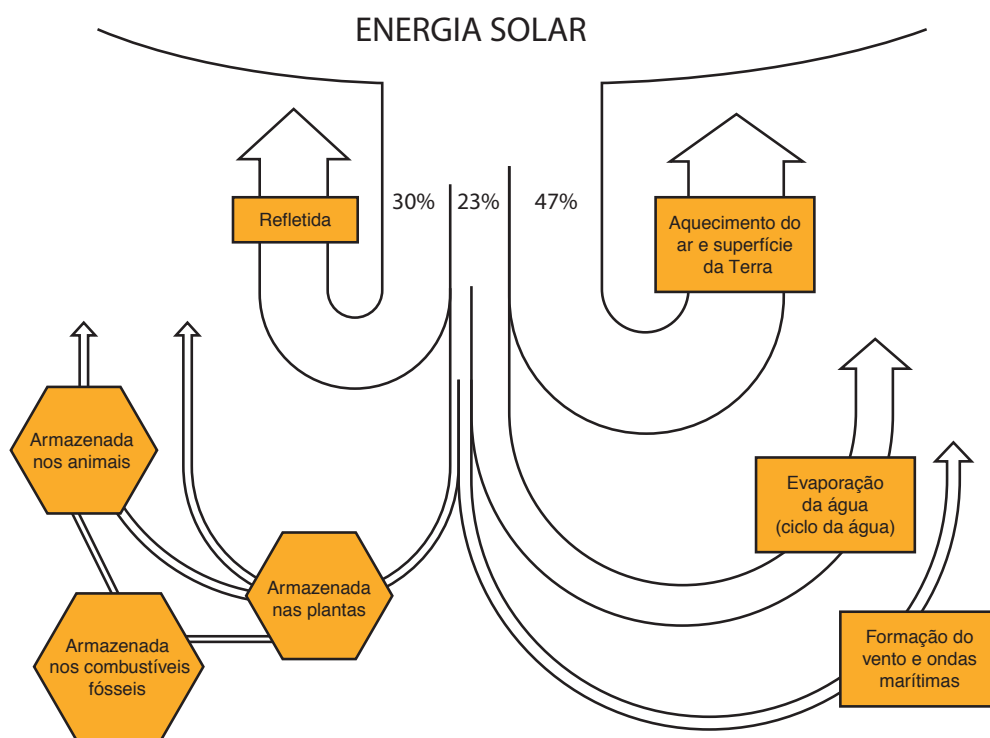 ENERGIA SOLAR
30%
23%
47%
Refletida
Aquecimento do
ar e superfície
da Terra
Armazenada
nos animais
Evaporação
da água
(ciclo da água)
Armazenada
nas plantas
Armazenada
nos combustíveis
fósseis
Formação do
vento e ondas
marítimas